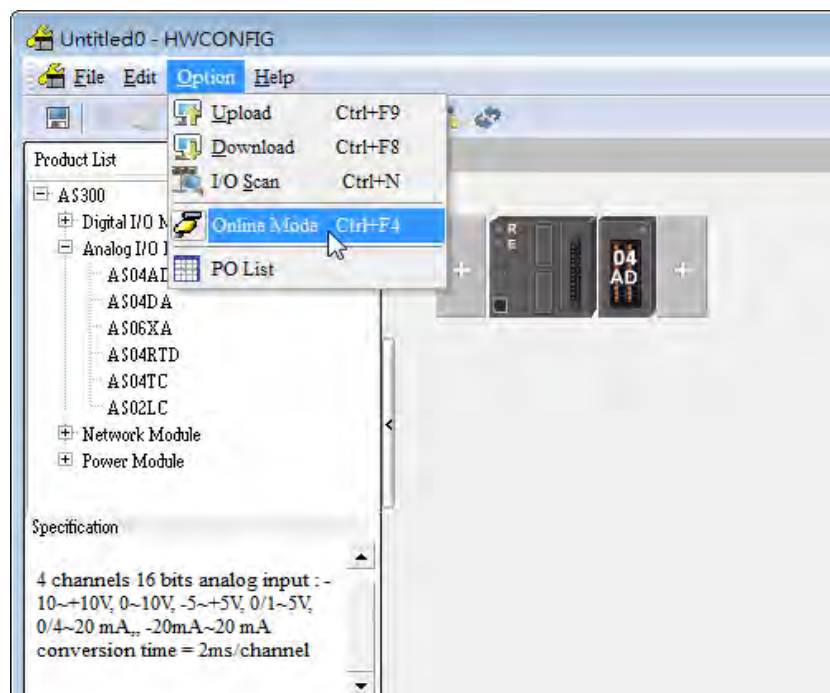 Untitled0 - HWCONFIG
File Edit Option Help
Upload Ctrl+F9
Download Ctrl+F8
I/O Scan Ctrl+N
Online Mode Ctrl+F4
PO List
Product List
AS300
Digital I/O
Analog I/O
AS04AD
AS04DA
AS06XA
AS04RTD
AS04TC
AS02LC
Network Module
Power Module
R
E
04
AD
Specification
4 channels 16 bits analog input : -
10~+10V, 0~10V, -5~+5V, 0/1~5V,
0/4~20 mA,, -20mA~20 mA
conversion time = 2ms/channel